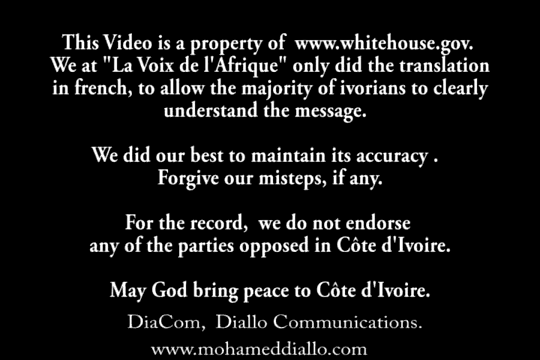 This Video is a property of  www.whitehouse.gov.
We at "La Voix de l'Afrique" only did the translation
in french, to allow the majority of ivorians to clearly
understand the message.
We did our best to maintain its accuracy .
Forgive our misteps, if any.
For the record,  we do not endorse
any of the parties opposed in Côte d'Ivoire.
May God bring peace to Côte d'Ivoire.
DiaCom,  Diallo Communications.
www.mohameddiallo.com